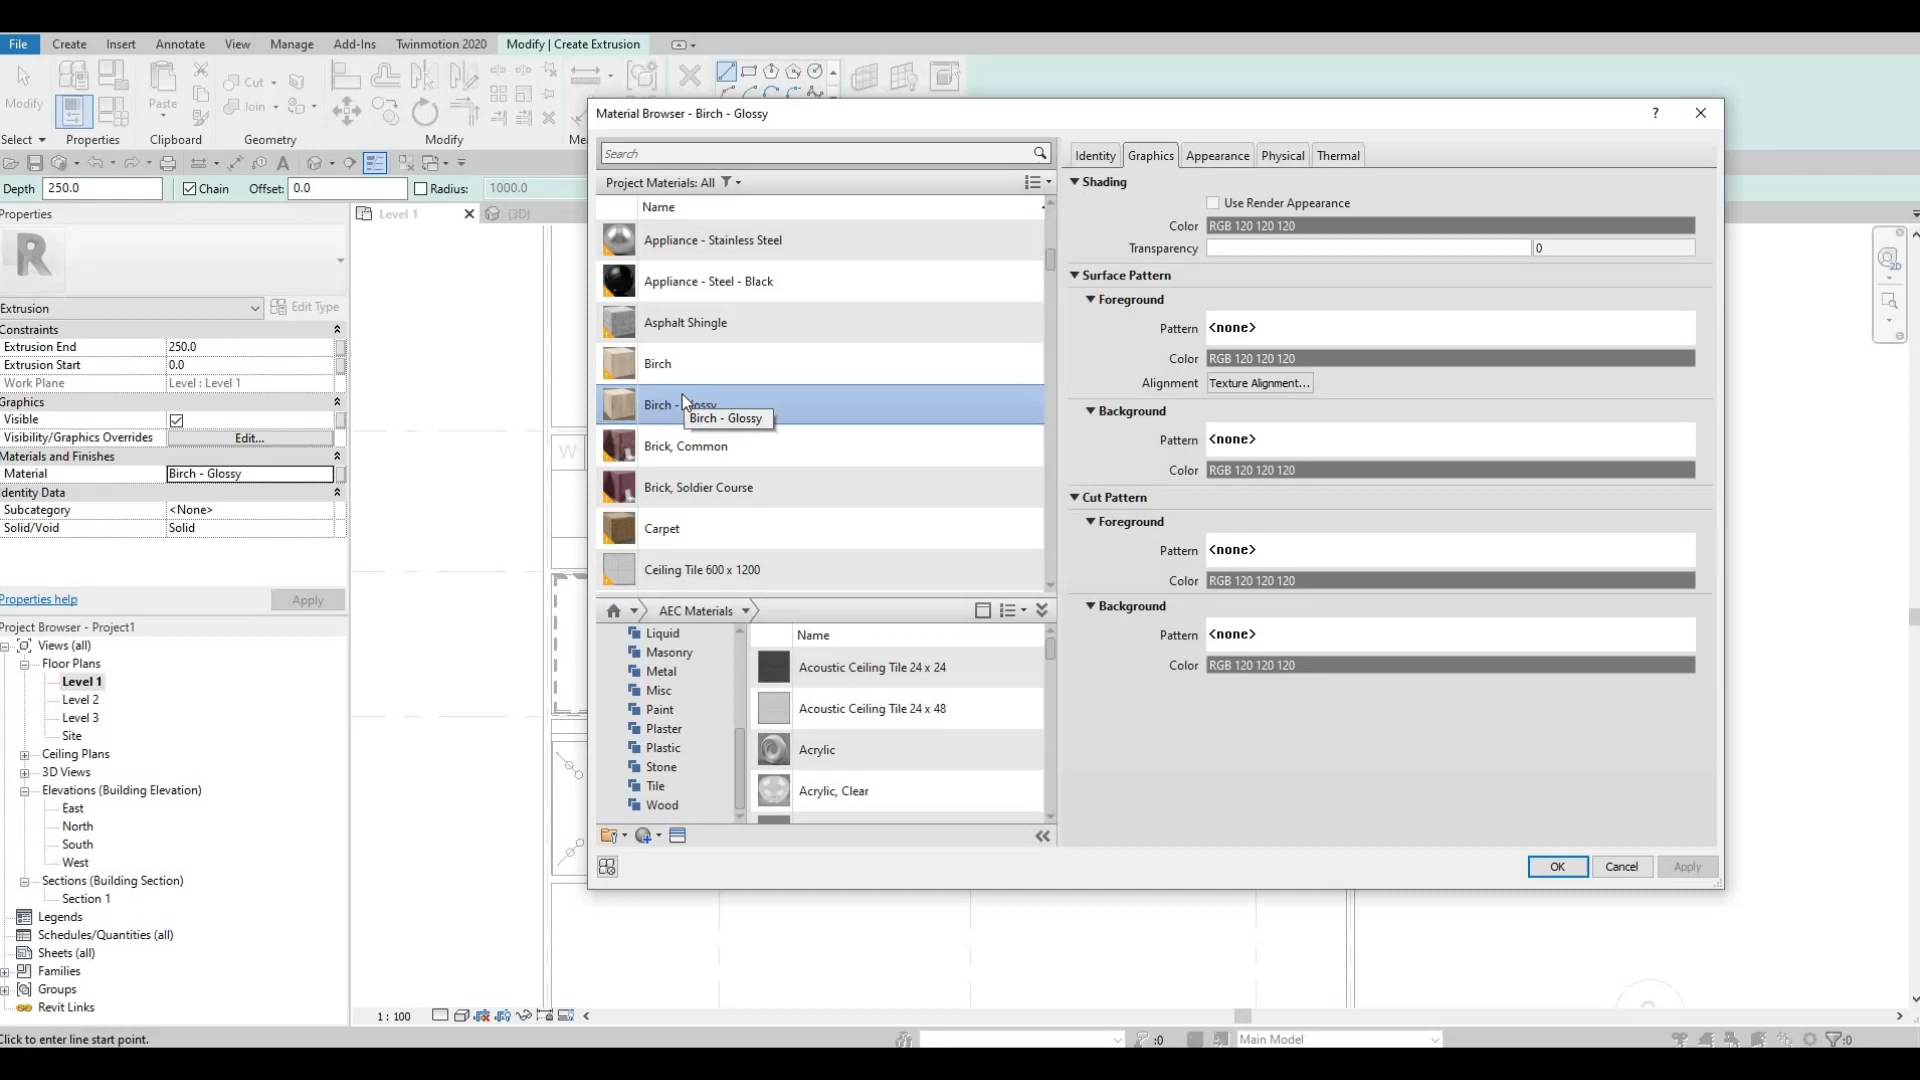 File Create Insert Annotate View Manage Add-Ins Twinmotion 2020 Modify | Create Extrusion
Cut
Modify Paste Join
Select Properties Clipboard Geometry Modify
Depth 250.0 Chain Offset: 0.0 Radius: 1000.0
Properties
Level 1 {3D}
R
Extrusion Edit Type
Constraints
Extrusion End 250.0
Extrusion Start 0.0
Work Plane Level : Level 1
Graphics
Visible
Visibility/Graphics Overrides Edit...
Materials and Finishes
Material Birch - Glossy
Identity Data
Subcategory <None>
Solid/Void Solid
Properties help Apply
Project Browser - Project1
Views (all)
Floor Plans
Level 1
Level 2
Level 3
Site
Ceiling Plans
3D Views
Elevations (Building Elevation)
East
North
South
West
Sections (Building Section)
Section 1
Legends
Schedules/Quantities (all)
Sheets (all)
Families
Groups
Revit Links
W
Material Browser - Birch - Glossy ?
Search
Project Materials: All
Name
Appliance - Stainless Steel
Appliance - Steel - Black
Asphalt Shingle
Birch
Birch - Glossy
Birch - Glossy
Brick, Common
Brick, Soldier Course
Carpet
Ceiling Tile 600 x 1200
AEC Materials
Liquid
Masonry
Metal
Misc
Paint
Plaster
Plastic
Stone
Tile
Wood
Name
Acoustic Ceiling Tile 24 x 24
Acoustic Ceiling Tile 24 x 48
Acrylic
Acrylic, Clear
Identity Graphics Appearance Physical Thermal
Shading
Use Render Appearance
Color RGB 120 120 120
Transparency 0
Surface Pattern
Foreground
Pattern <none>
Color RGB 120 120 120
Alignment Texture Alignment...
Background
Pattern <none>
Color RGB 120 120 120
Cut Pattern
Foreground
Pattern <none>
Color RGB 120 120 120
Background
Pattern <none>
Color RGB 120 120 120
OK Cancel Apply
2D
1 : 100
Click to enter line start point. :0 Main Model :0